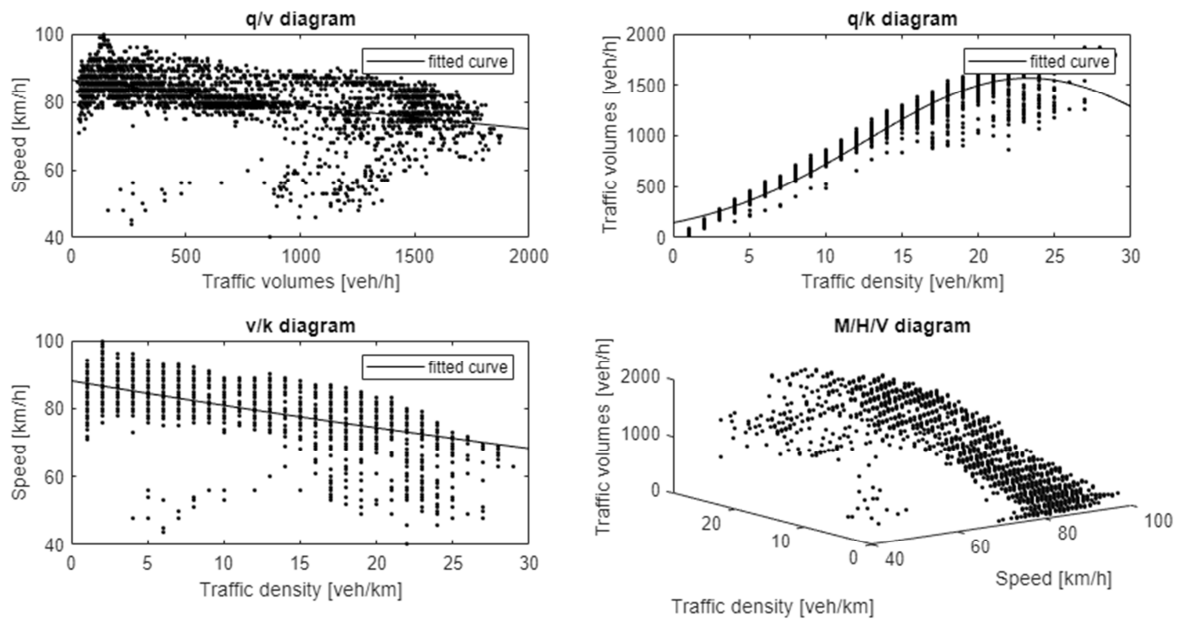 q/v diagram
100
80
60
40
0
500
1000
1500
2000
Speed [km/h]
Traffic volumes [veh/h]
fitted curve
q/k diagram
2000
1500
1000
500
0
0
5
10
15
20
25
30
Traffic volumes [veh/h]
Traffic density [veh/km]
fitted curve
v/k diagram
100
80
60
40
0
5
10
15
20
25
30
Speed [km/h]
Traffic density [veh/km]
fitted curve
M/H/V diagram
2000
1000
0
Traffic volumes [veh/h]
20
10
0
40
60
80
100
Speed [km/h]
Traffic density [veh/km]